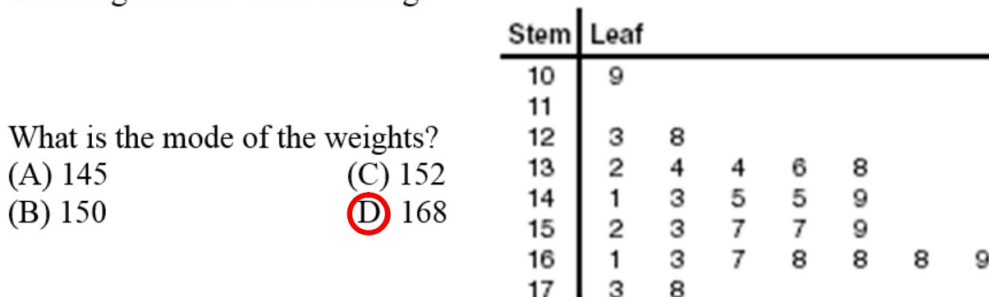 What is the mode of the weights?
(A) 145 (C) 152
(B) 150 (D) 168
Stem Leaf
10 9
11
12 3 8
13 2 4 4 6 8
14 1 3 5 5 9
15 2 3 7 7 9
16 1 3 7 8 8 8 9
17 3 8